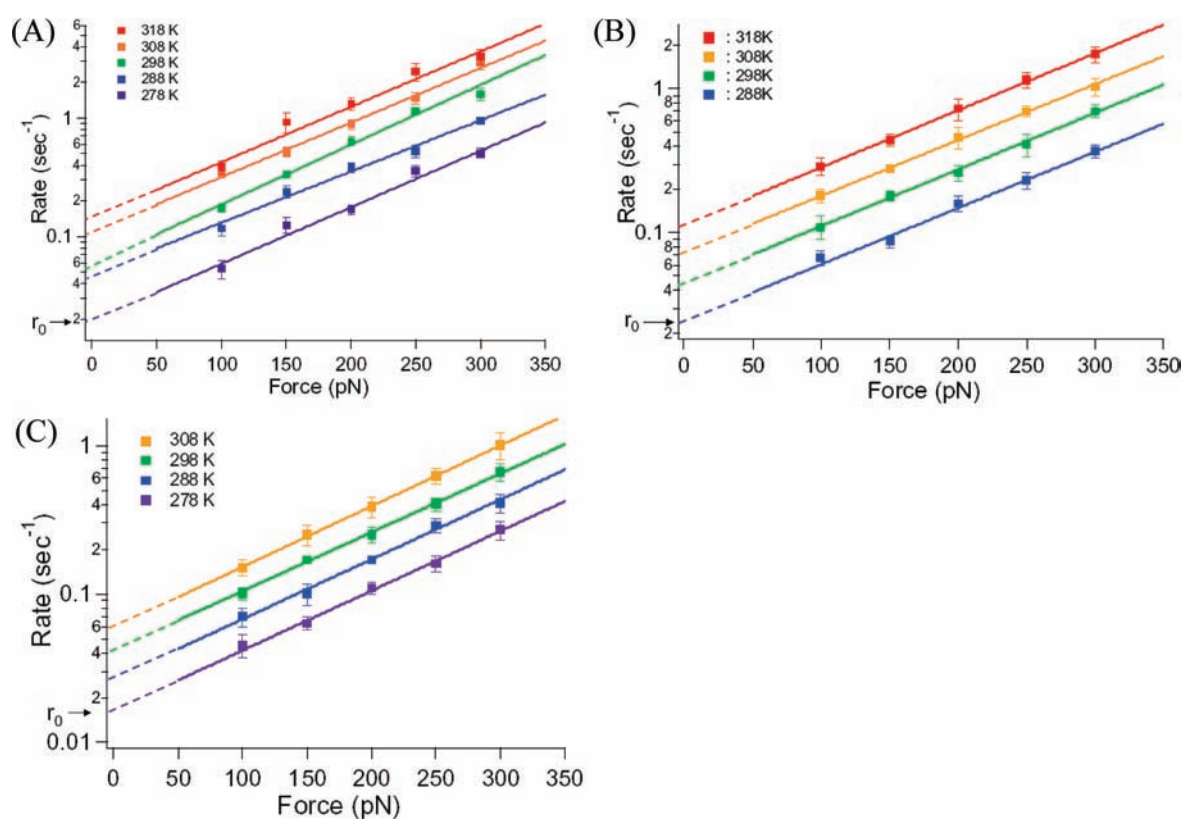 (A)
318 K
308 K
298 K
288 K
278 K
6
4
2
1
8
6
4
2
0.1
8
6
4
2
r0
Rate (sec-1)
0 50 100 150 200 250 300 350
Force (pN)
(B)
: 318K
: 308K
: 298K
: 288K
2
1
8
6
4
2
0.1
8
6
4
2
r0
Rate (sec-1)
0 50 100 150 200 250 300 350
Force (pN)
(C)
308 K
298 K
288 K
278 K
1
6
4
2
0.1
6
4
2
0.01
r0
Rate (sec-1)
0 50 100 150 200 250 300 350
Force (pN)